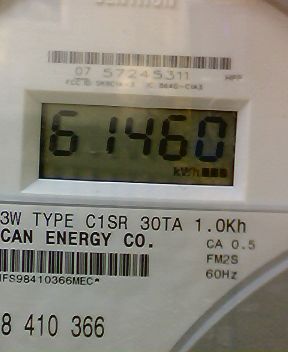 07 57245311
61460
kWh
3W TYPE C1SR 30TA 1.0Kh
CAN ENERGY CO.
CA 0.5
FM2S
60Hz
IFS98410366MEC*
8 410 366